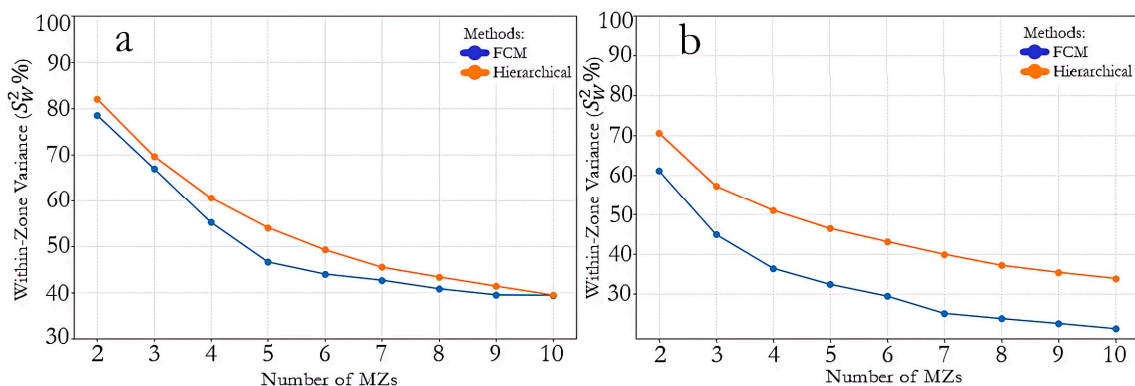 a
Methods:
FCM
Hierarchical
Within-Zone Variance (S²_W %)
100
90
80
70
60
50
40
30
2 3 4 5 6 7 8 9 10
Number of MZs
b
Methods:
FCM
Hierarchical
Within-Zone Variance (S²_W %)
100
90
80
70
60
50
40
30
2 3 4 5 6 7 8 9 10
Number of MZs